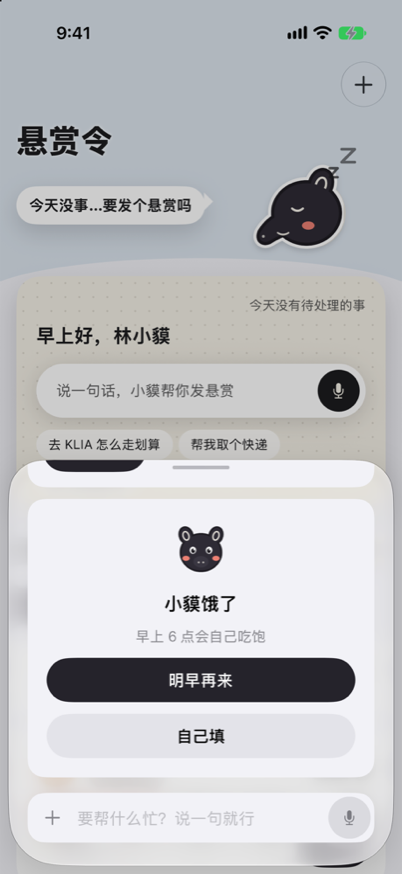 9:41
悬赏令
z
Z
今天没事...要发个悬赏吗
今天没有待处理的事
早上好，林小貘
说一句话，小貘帮你发悬赏
去 KLIA 怎么走划算
帮我取个快递
小貘饿了
早上 6 点会自己吃饱
明早再来
自己填
要帮什么忙？说一句就行